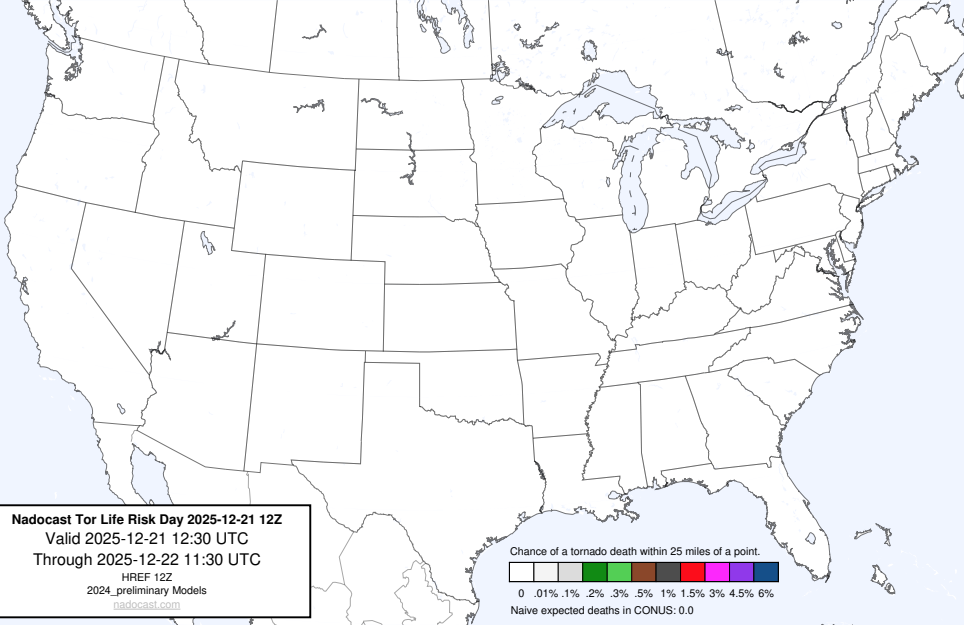 Nadocast Tor Life Risk Day 2025-12-21 12Z
Valid 2025-12-21 12:30 UTC
Through 2025-12-22 11:30 UTC
HREF 12Z
2024_preliminary Models
nadocast.com
Chance of a tornado death within 25 miles of a point.
0 .01% .1% .2% .3% .5% 1% 1.5% 3% 4.5% 6%
Naive expected deaths in CONUS: 0.0